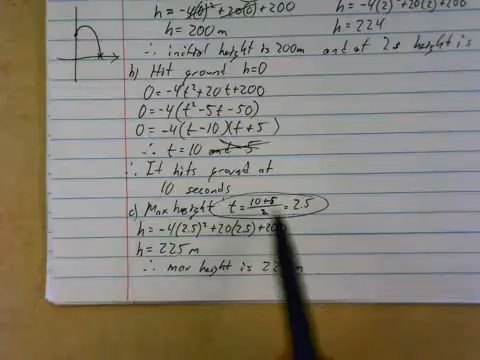 h = -4(0)² + 20(0) + 200
h = -4(2)² + 20(2) + 200
h = 200m
h = 224
∴ initial height is 200m and at 2s height is
b) Hit ground h=0
0 = -4t² + 20t + 200
0 = -4(t² - 5t - 50)
0 = -4(t - 10)(t + 5)
∴ t = 10
∴ It hits ground at
10 seconds
c) Max height t = (10+-5)/2 = 2.5
h = -4(2.5)² + 20(2.5) + 200
h = 225m
∴ max height is 225m